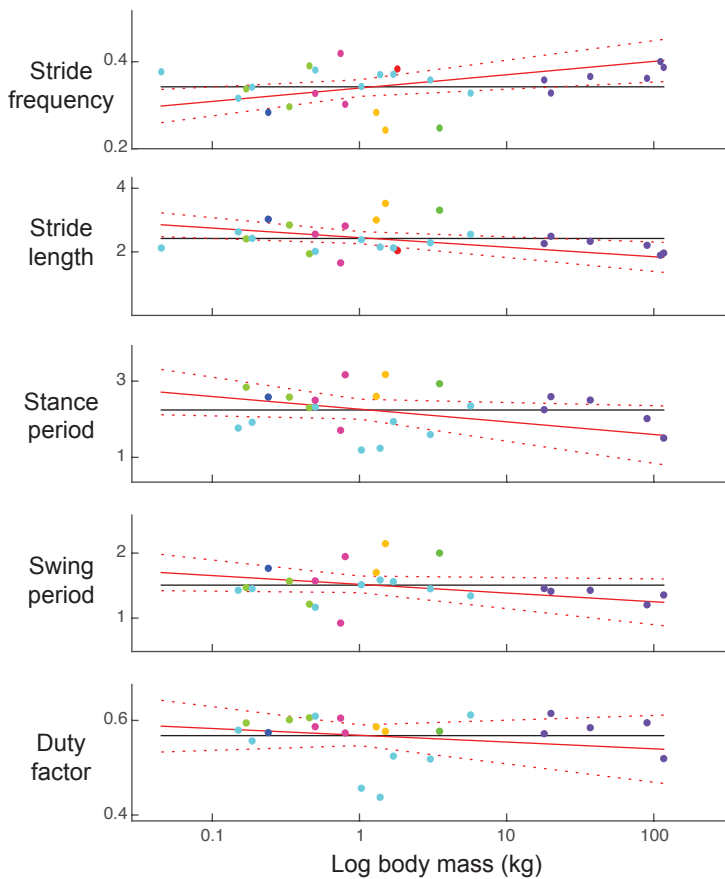 Stride
frequency
0.4
0.2
Stride
length
4
2
Stance
period
3
1
Swing
period
2
1
Duty
factor
0.6
0.4
0.1
1
10
100
Log body mass (kg)